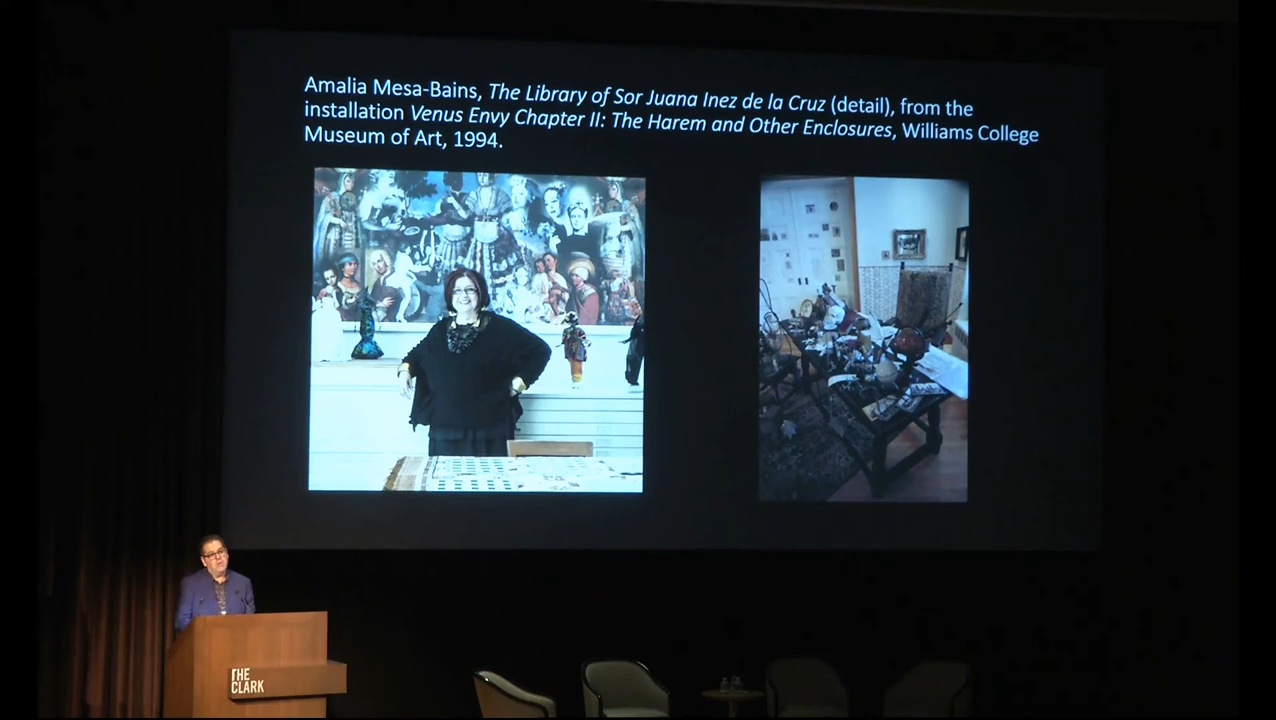 Amalia Mesa-Bains, The Library of Sor Juana Inez de la Cruz (detail), from the
installation Venus Envy Chapter II: The Harem and Other Enclosures, Williams College
Museum of Art, 1994.
THE
CLARK